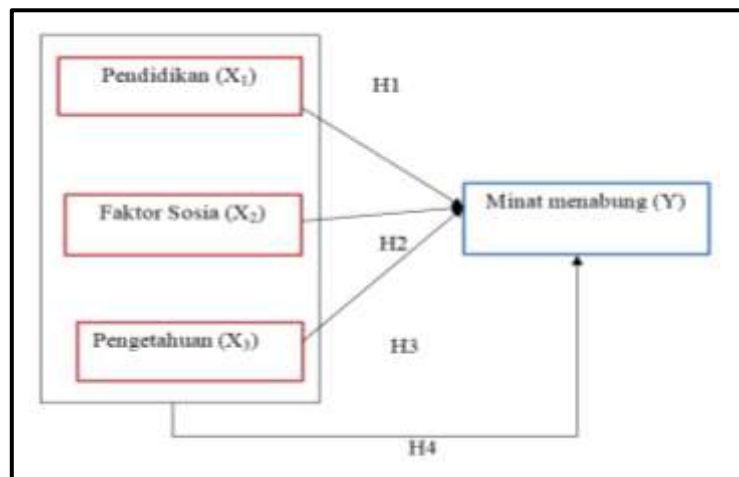 Pendidikan (X₁)
H1
Faktor Sosia (X₂)
Minat menabung (Y)
H2
Pengetahuan (X₃)
H3
H4